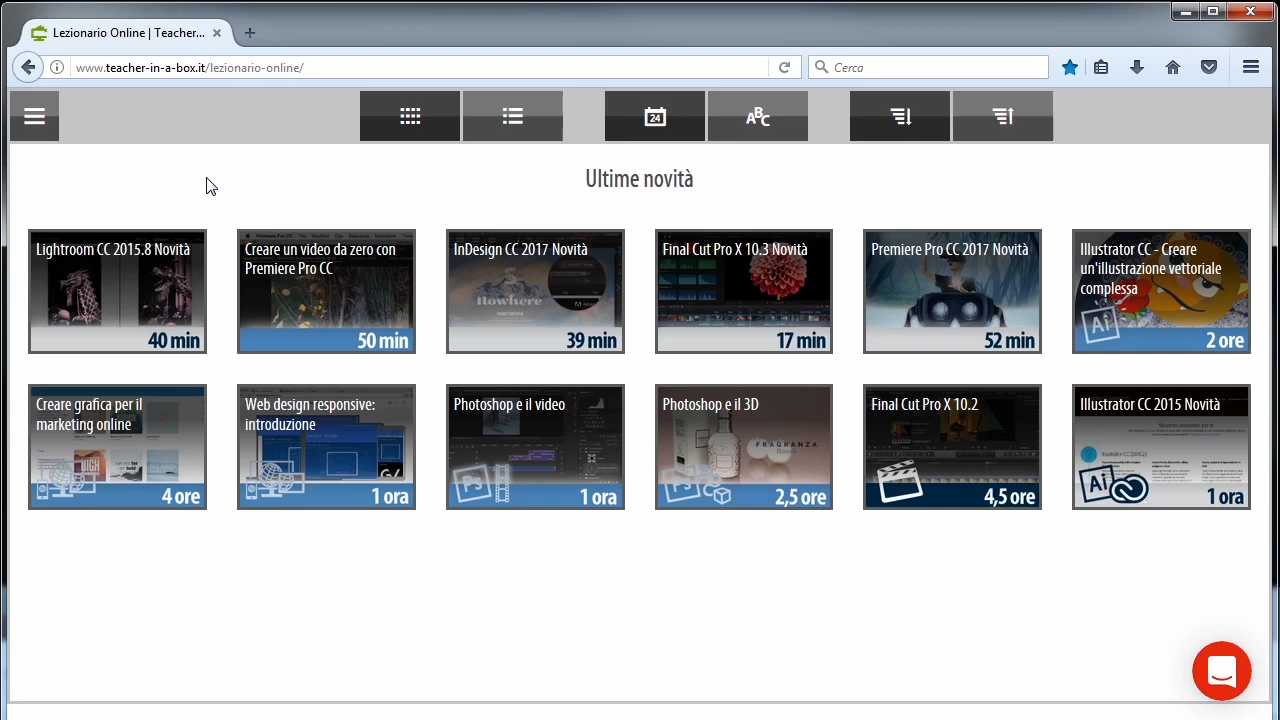 Lezionario Online | Teacher...
www.teacher-in-a-box.it/lezionario-online/
Cerca
24
ABC
Ultime novità
Lightroom CC 2015.8 Novità
40 min
Creare un video da zero con
Premiere Pro CC
50 min
InDesign CC 2017 Novità
Nowhere
39 min
Final Cut Pro X 10.3 Novità
17 min
Premiere Pro CC 2017 Novità
52 min
Illustrator CC - Creare
un'illustrazione vettoriale
complessa
Ai
2 ore
Creare grafica per il
marketing online
4 ore
Web design responsive:
introduzione
1 ora
Photoshop e il video
Ps
1 ora
Photoshop e il 3D
FRAGRANZA
Ps
2,5 ore
Final Cut Pro X 10.2
4,5 ore
Illustrator CC 2015 Novità
Ai
1 ora